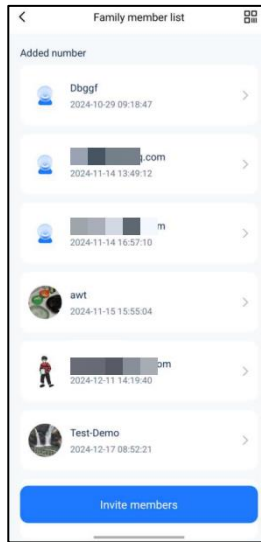 Family member list
Added number
Dbggf
2024-10-29 09:18:47
.com
2024-11-14 13:49:12
m
2024-11-14 16:57:10
awt
2024-11-15 15:55:04
om
2024-12-11 14:19:40
Test-Demo
2024-12-17 08:52:21
Invite members